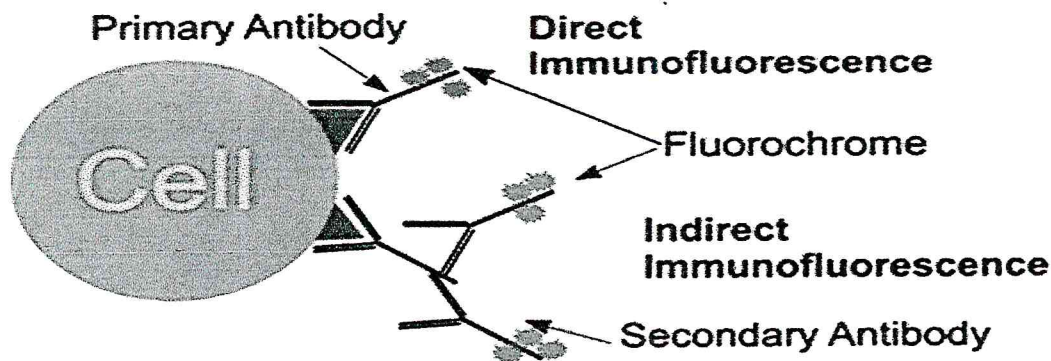 Primary Antibody
Direct
Immunofluorescence
Cell
Fluorochrome
Indirect
Immunofluorescence
Secondary Antibody